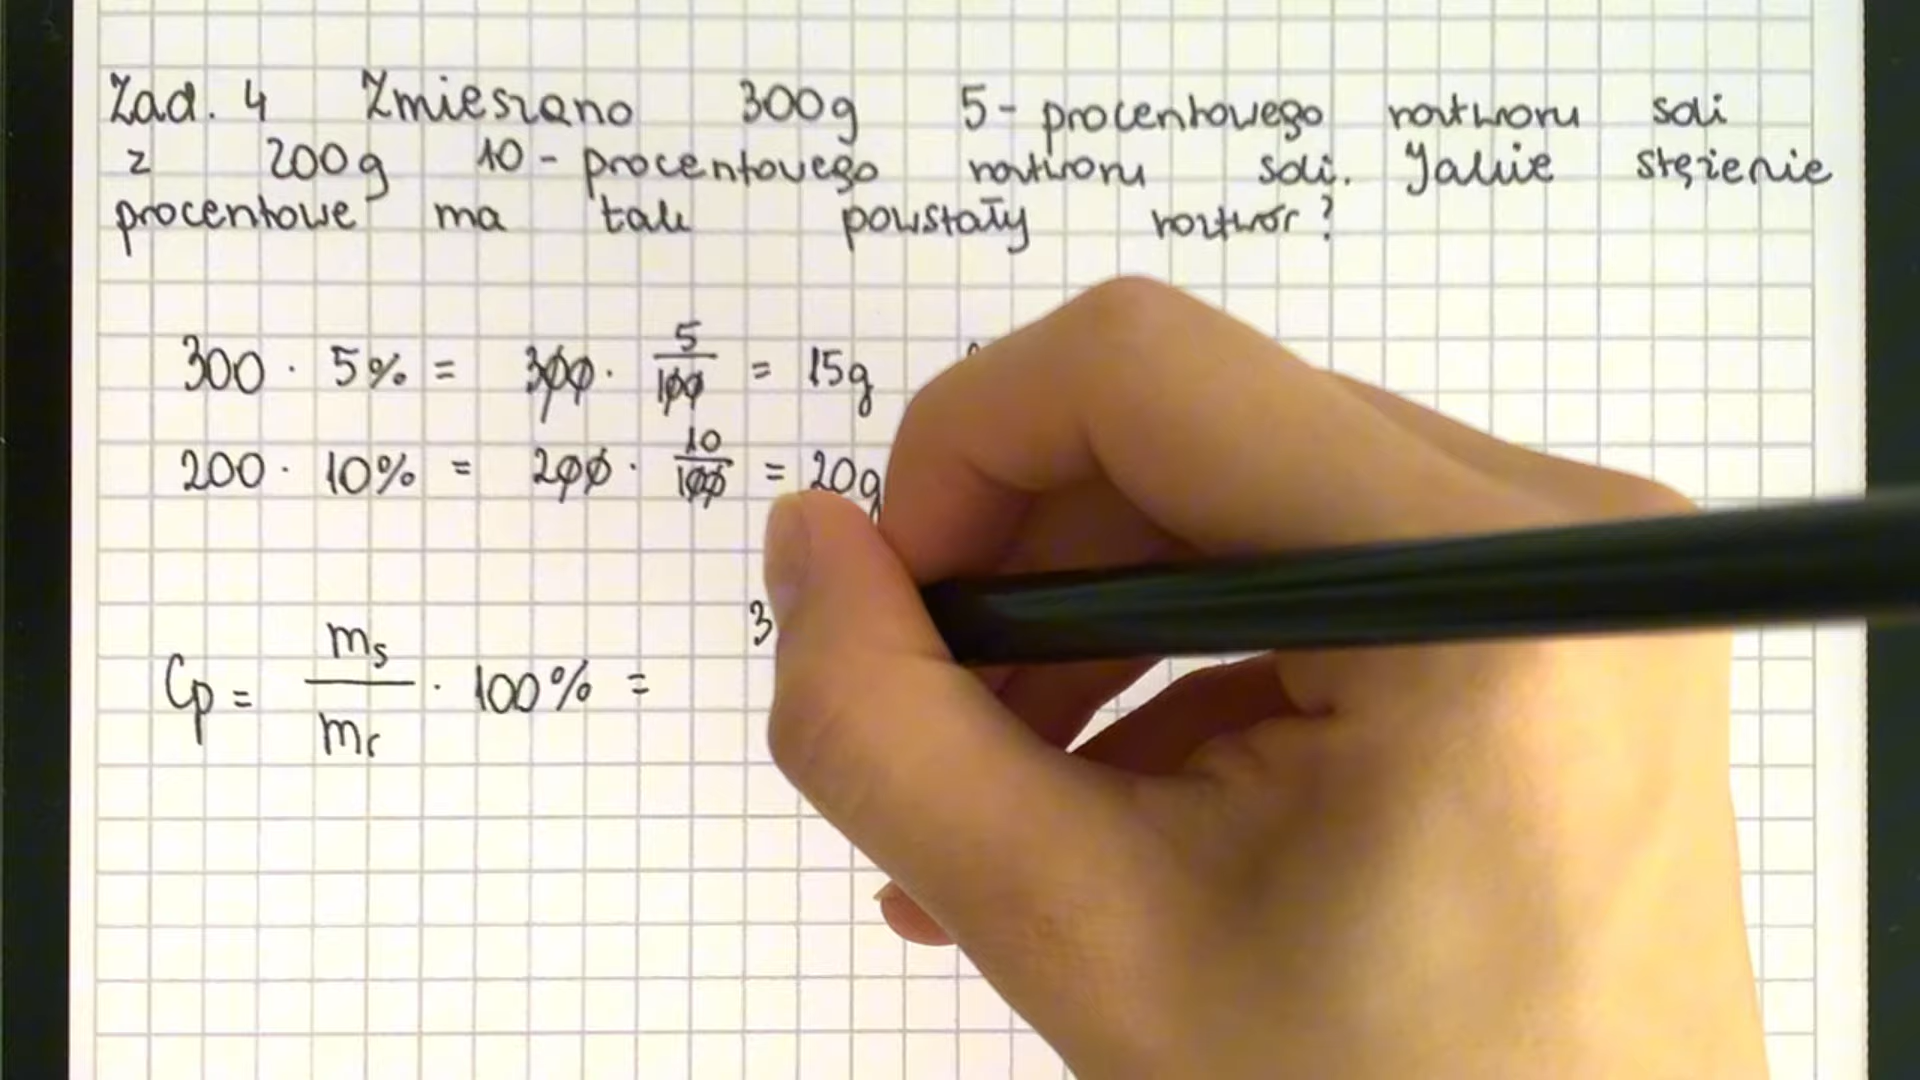 Zad. 4 Zmieszano 300g 5-procentowego roztworu soli
z 200g 10-procentowego roztworu soli. Jakie stężenie
procentowe ma tak powstały roztwór?
300 · 5% = 300 · 5/100 = 15g
200 · 10% = 200 · 10/100 = 20g
Cp = ms/mr · 100% = 3